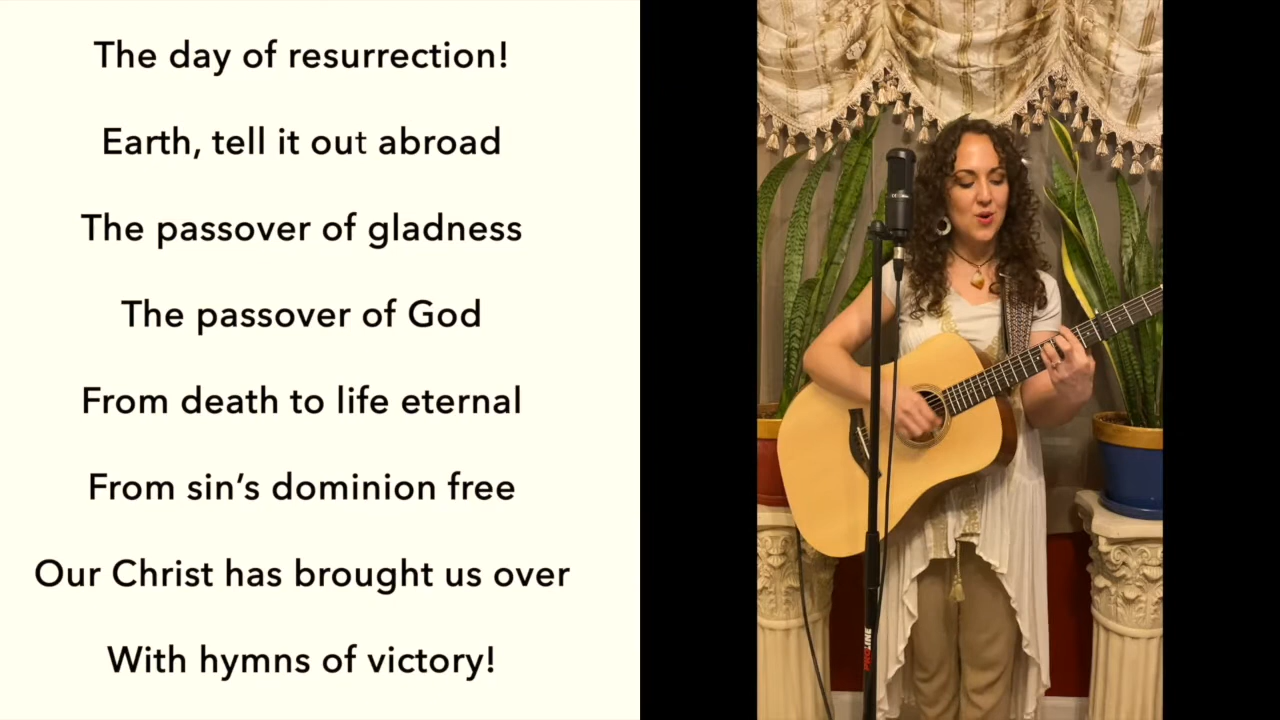 The day of resurrection!
Earth, tell it out abroad
The passover of gladness
The passover of God
From death to life eternal
From sin’s dominion free
Our Christ has brought us over
With hymns of victory!
PROLINE